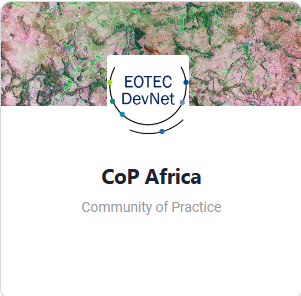 EOTEC
DevNet
CoP Africa
Community of Practice